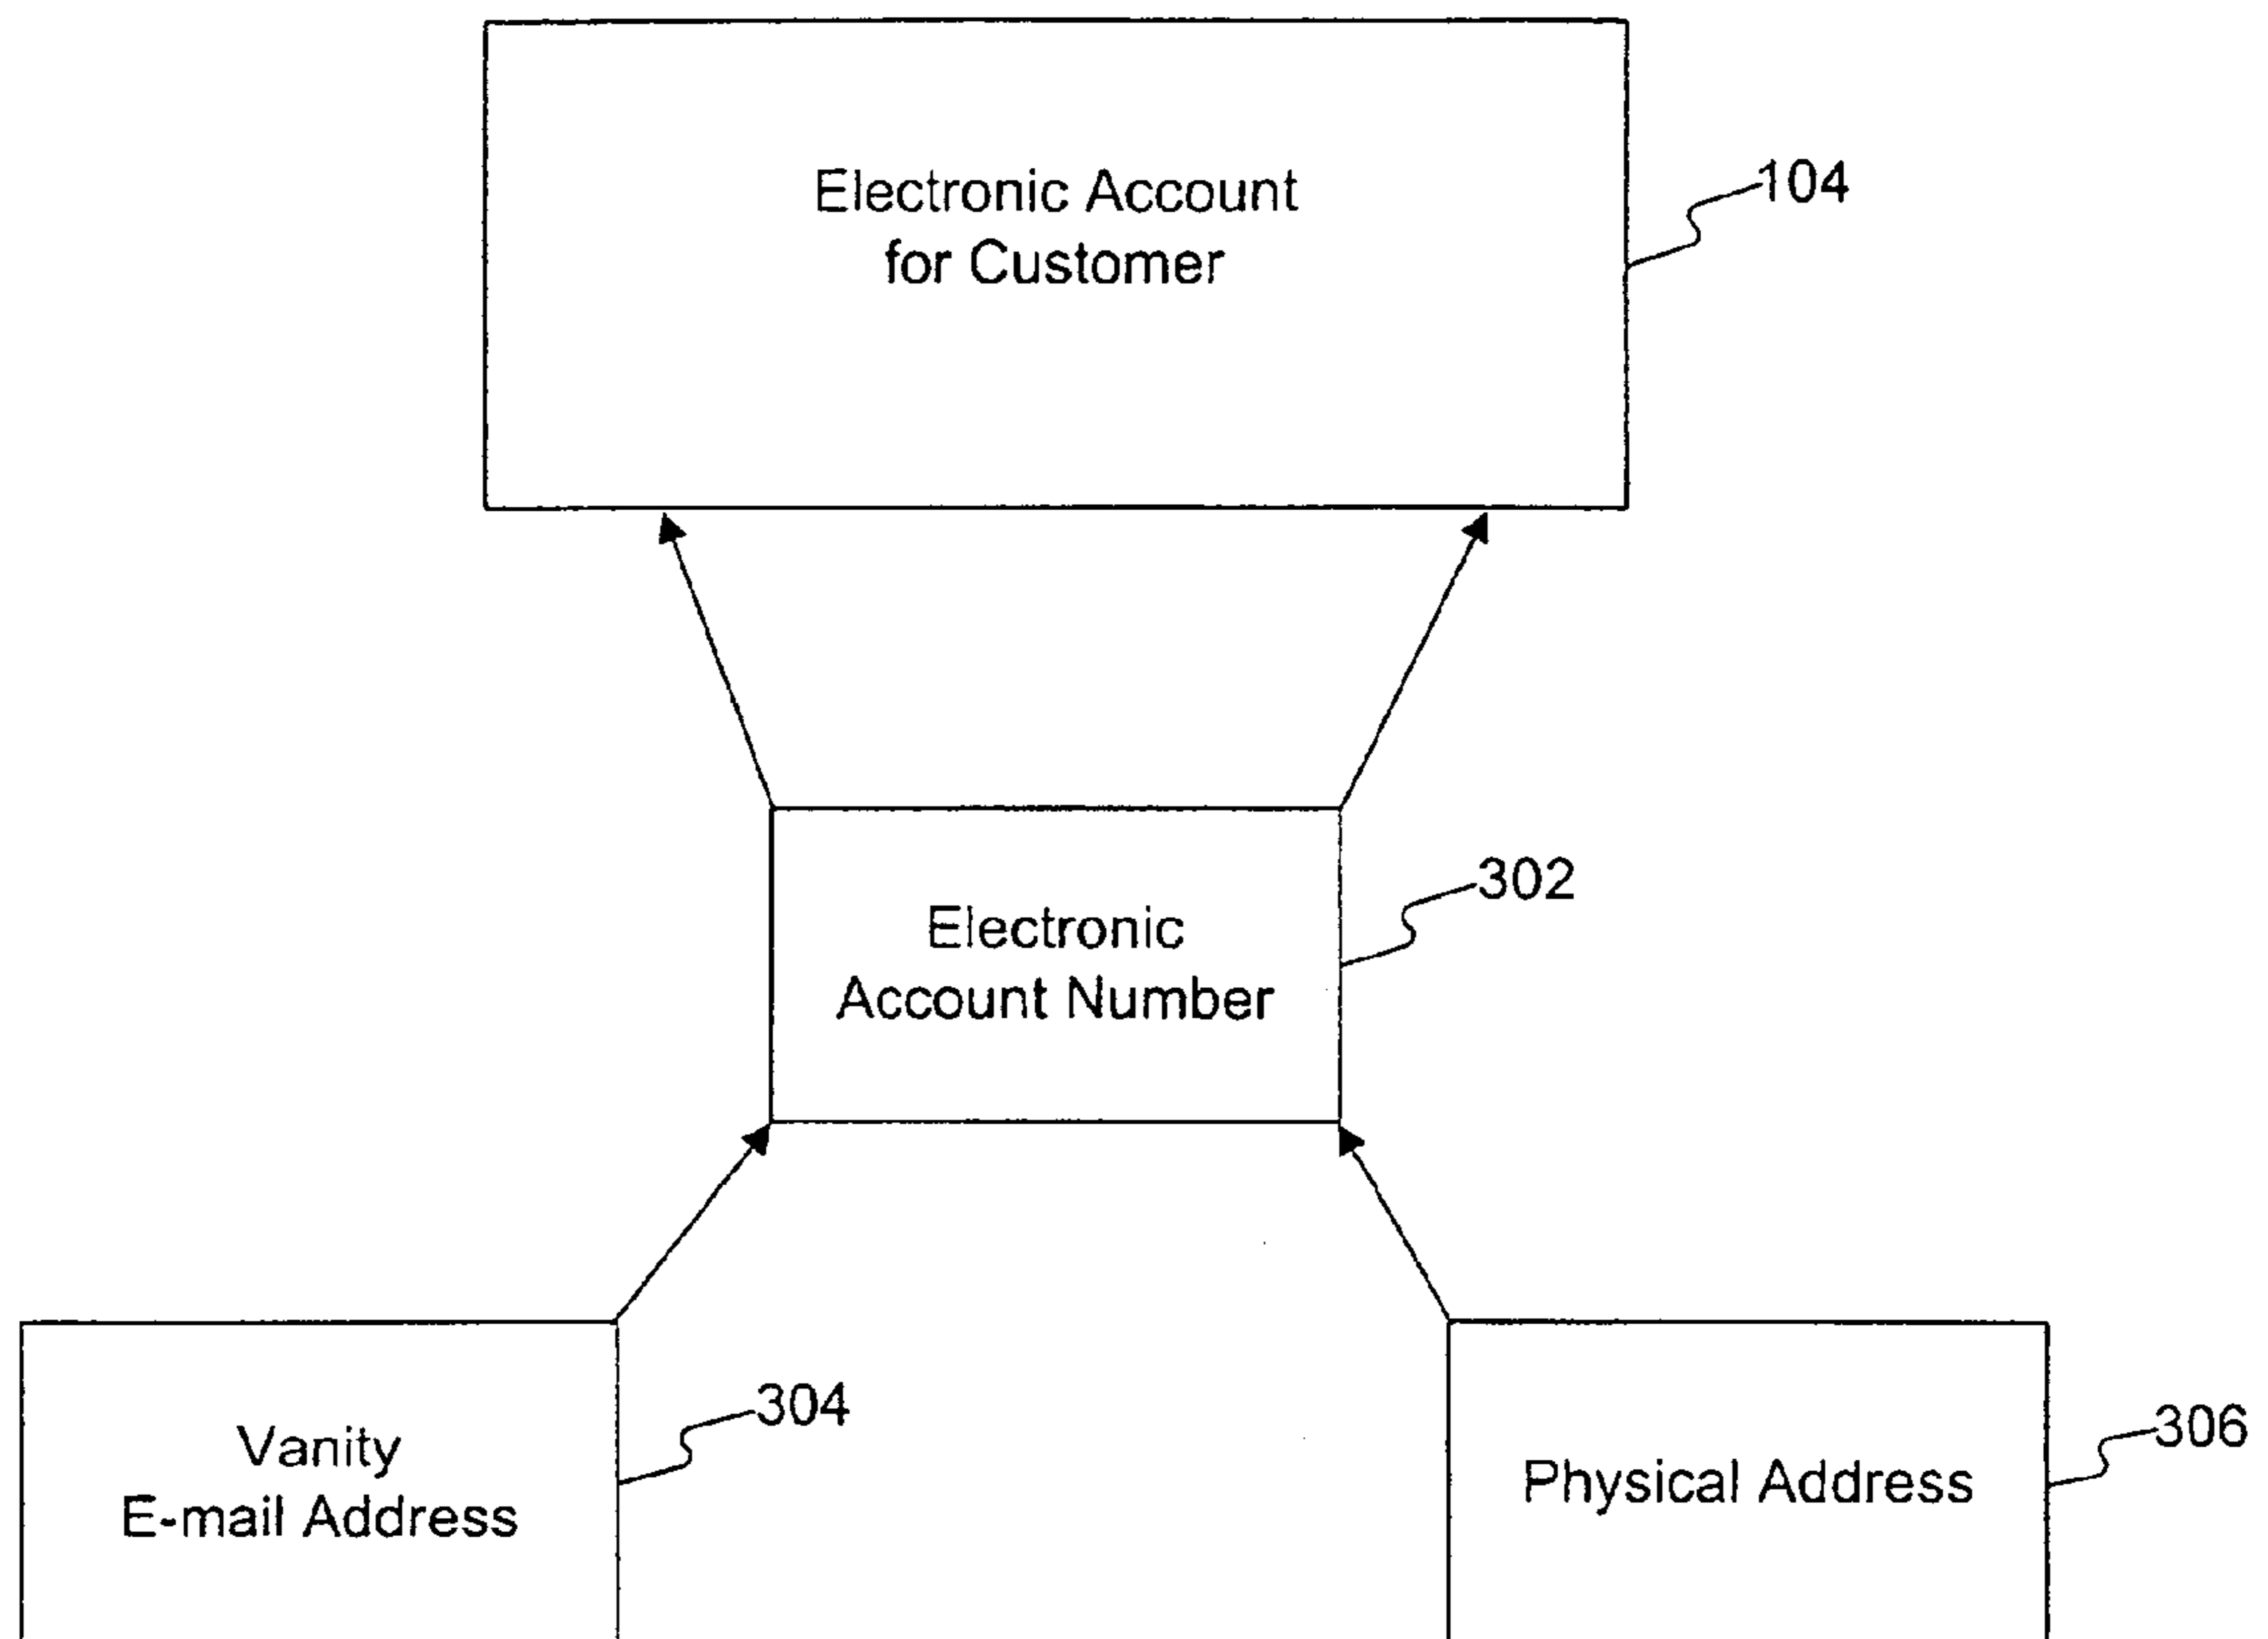 Electronic Account
for Customer
104
Electronic
Account Number
302
Vanity
E-mail Address
304
Physical Address
306